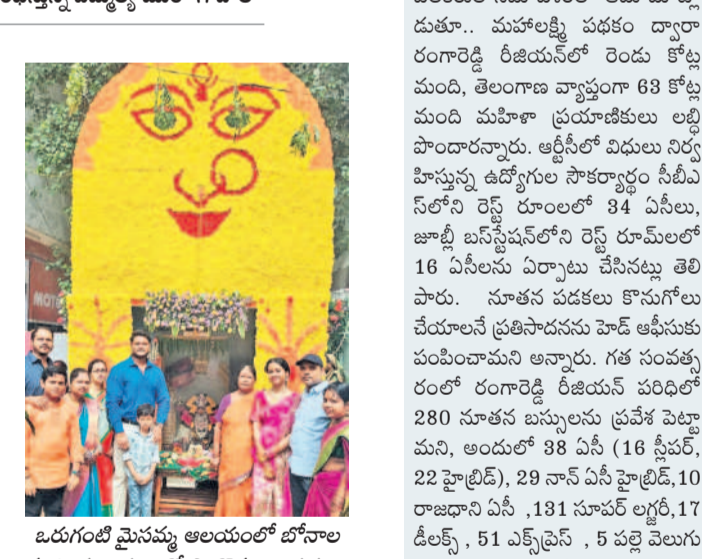 MOT
ఒరుగంటి మైసమ్మ ఆలయంలో బోనాల
డుతూ.. మహాలక్ష్మి పథకం ద్వారా
రంగారెడ్డి రీజియన్‌లో రెండు కోట్ల
మంది, తెలంగాణ వ్యాప్తంగా 63 కోట్ల
మంది మహిళా ప్రయాణికులు లబ్ధి
పొందారన్నారు. ఆర్టీసీలో విధులు నిర్వ
హిస్తున్న ఉద్యోగుల సౌకర్యార్థం సీబీఎ
స్‌లోని రెస్ట్ రూంలలో 34 ఏసీలు,
జూబ్లీ బస్‌స్టేషన్‌లోని రెస్ట్ రూమ్‌లలో
16 ఏసీలను ఏర్పాటు చేసినట్లు తెలి
పారు. నూతన పడకలు కొనుగోలు
చేయాలనే ప్రతిసాదనను హెడ్ ఆఫీసుకు
పంపించామని అన్నారు. గత సంవత్స
రంలో రంగారెడ్డి రీజియన్ పరిధిలో
280 నూతన బస్సులను ప్రవేశ పెట్టా
మని, అందులో 38 ఏసీ (16 స్లీపర్,
22 హైబ్రిడ్), 29 నాన్ ఏసీ హైబ్రిడ్,10
రాజధాని ఏసీ ,131 సూపర్ లగ్జరీ,17
డీలక్స్ , 51 ఎక్స్‌ప్రెస్ , 5 పల్లె వెలుగు